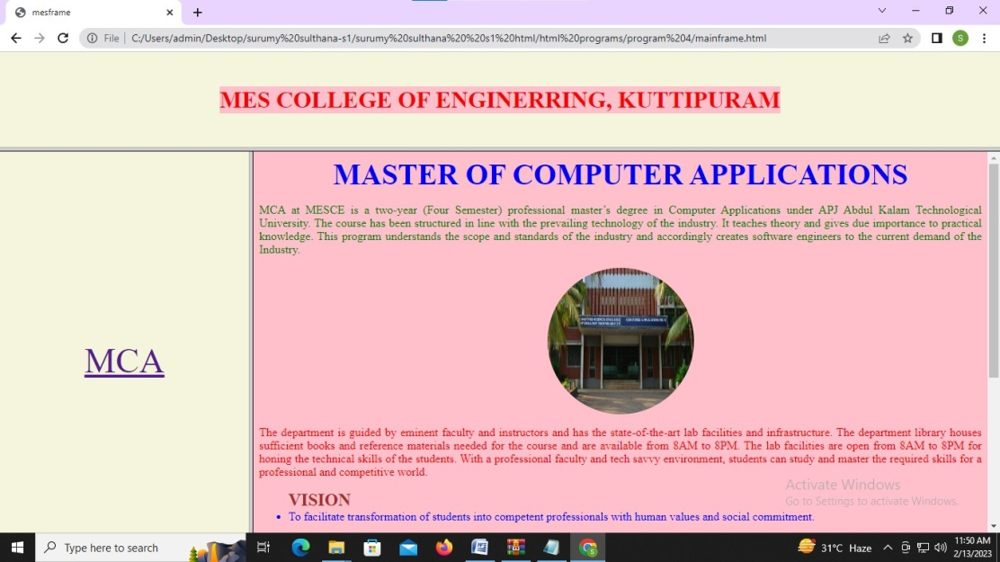 mesframe
File
C:/Users/admin/Desktop/surumy%20sulthana-s1/surumy%20sulthana%20%20s1%20html/html%20programs/program%204/mainframe.html
S
MES COLLEGE OF ENGINERRING, KUTTIPURAM
MCA
MASTER OF COMPUTER APPLICATIONS
MCA at MESCE is a two-year (Four Semester) professional master’s degree in Computer Applications under APJ Abdul Kalam Technological
University. The course has been structured in line with the prevailing technology of the industry. It teaches theory and gives due importance to practical
knowledge. This program understands the scope and standards of the industry and accordingly creates software engineers to the current demand of the
Industry.
The department is guided by eminent faculty and instructors and has the state-of-the-art lab facilities and infrastructure. The department library houses
sufficient books and reference materials needed for the course and are available from 8AM to 8PM. The lab facilities are open from 8AM to 8PM for
honing the technical skills of the students. With a professional faculty and tech savvy environment, students can study and master the required skills for a
professional and competitive world.
VISION
• To facilitate transformation of students into competent professionals with human values and social commitment.
Activate Windows
Go to Settings to activate Windows.
Type here to search
31°C Haze
11:50 AM
2/13/2023